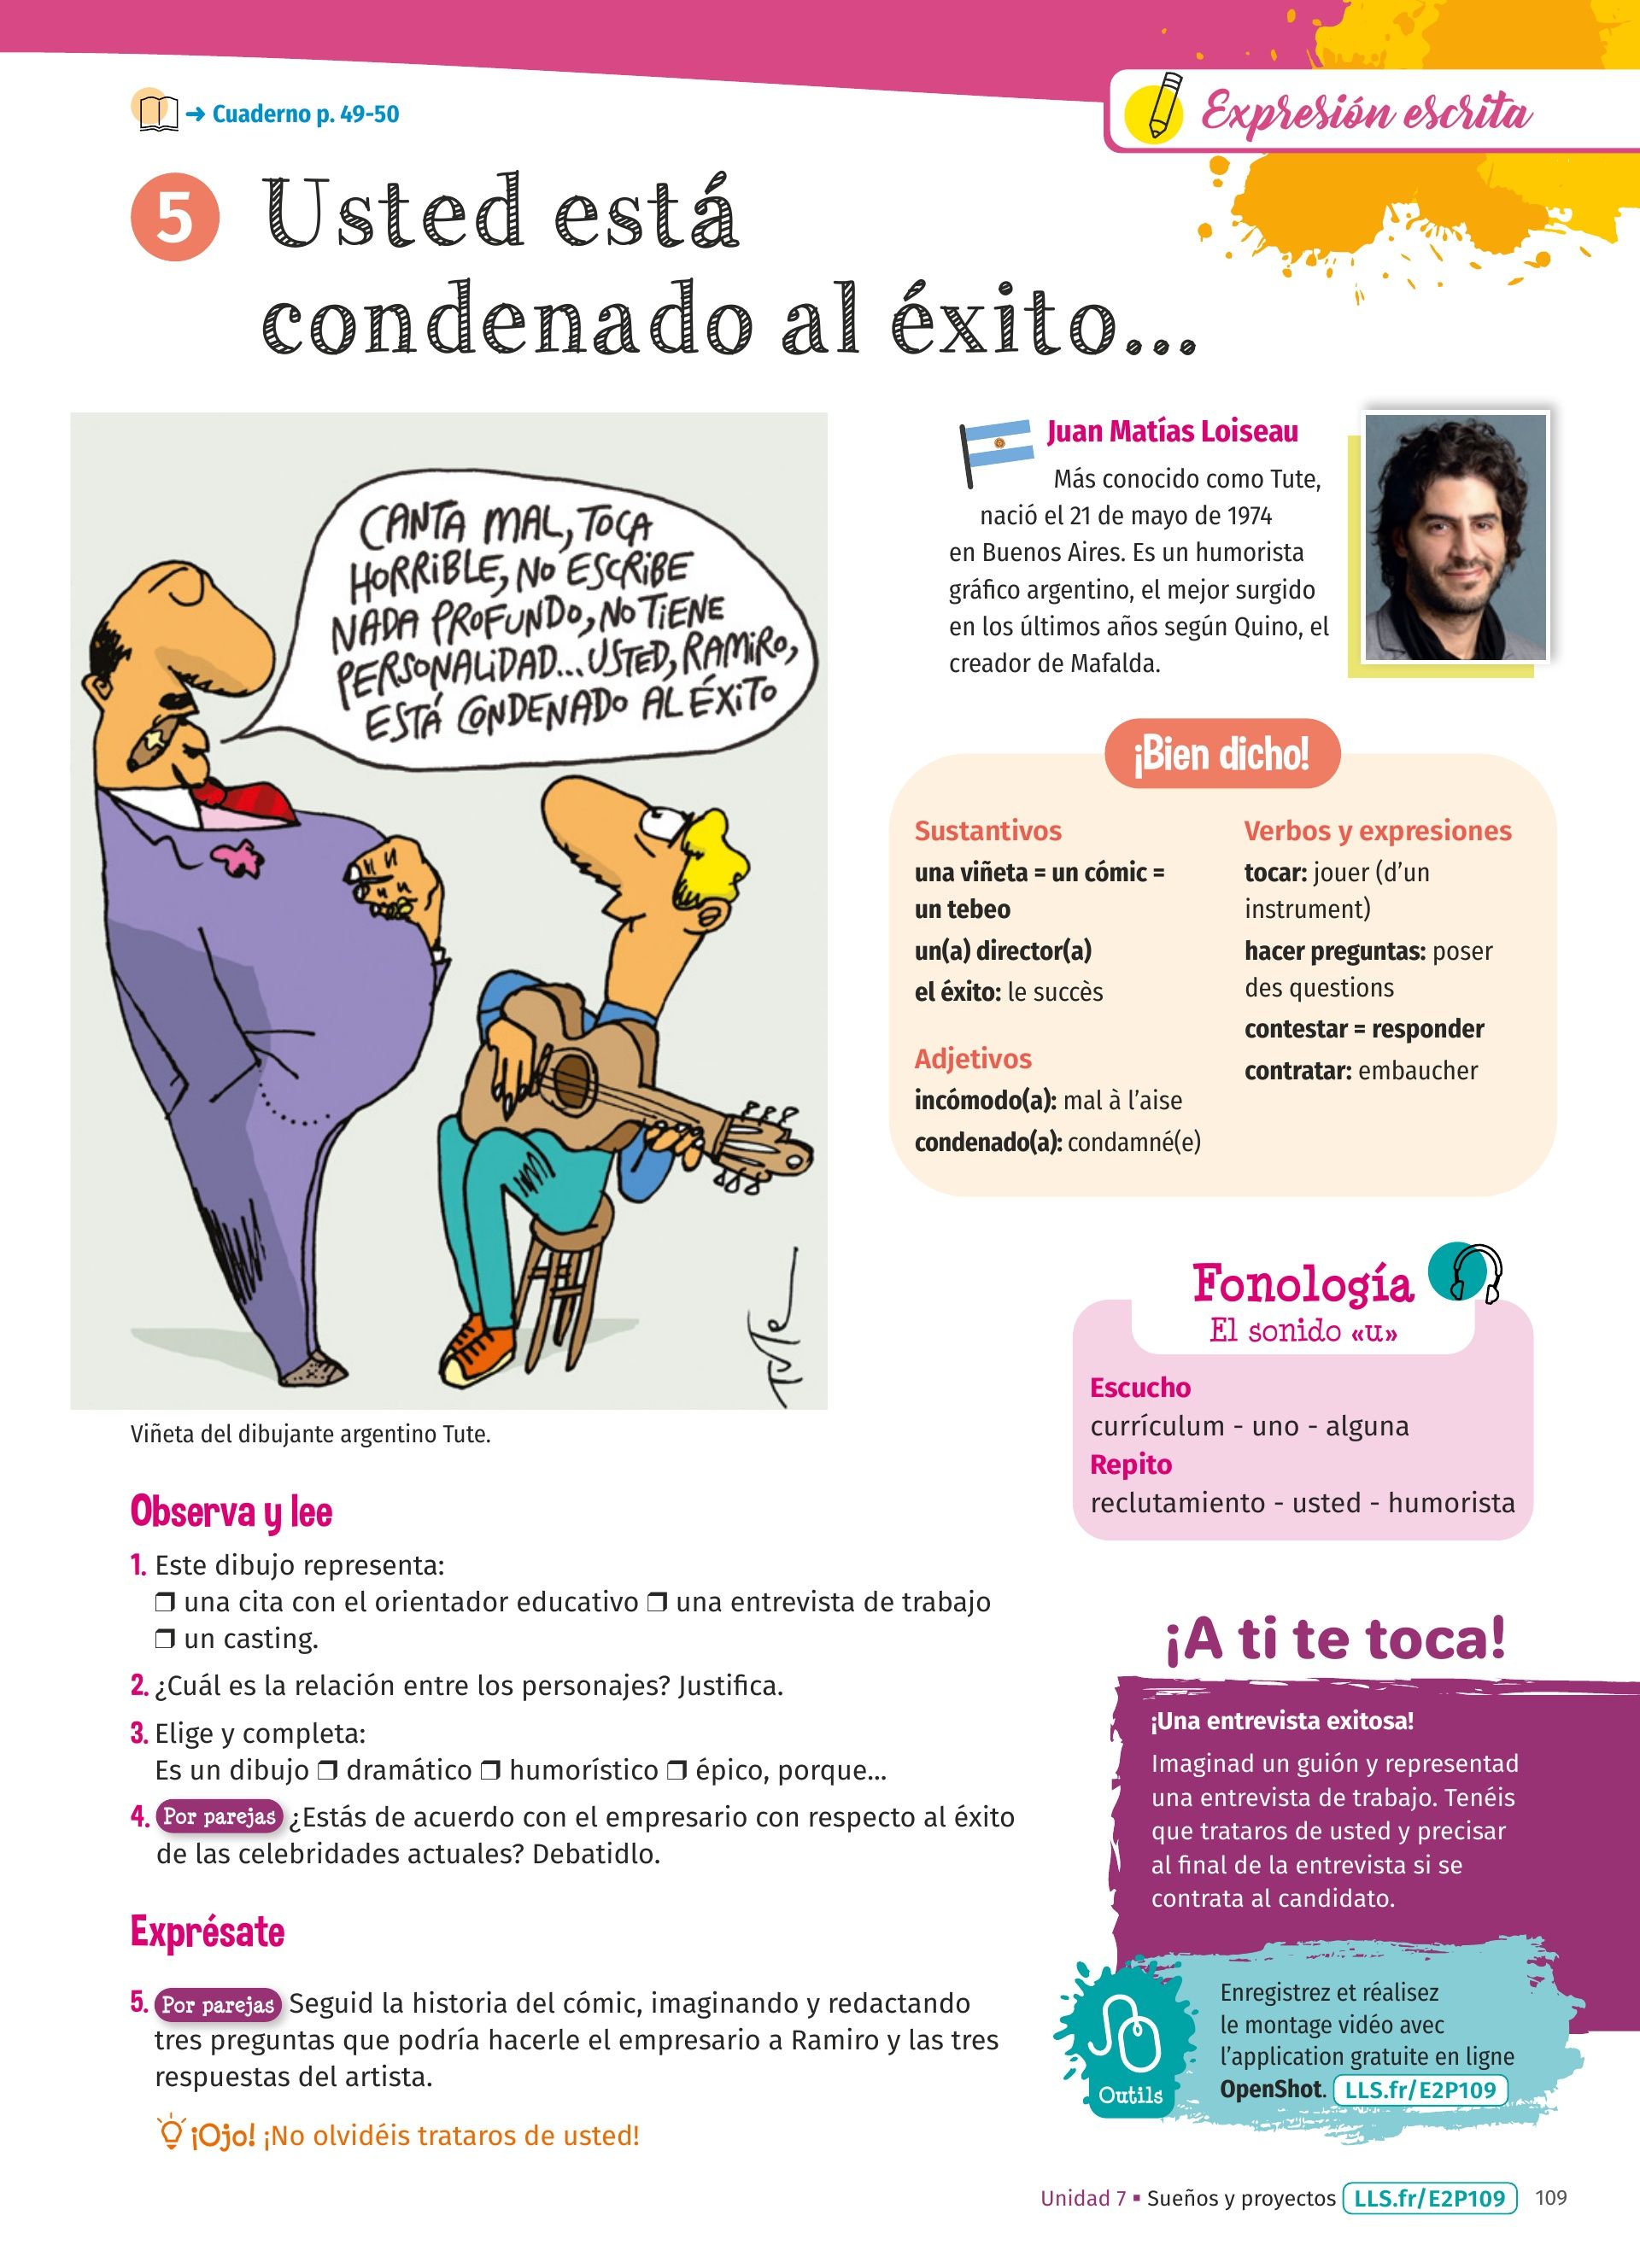 → Cuaderno p. 49-50
Expresión escrita
5 Usted está
condenado al éxito...
CANTA MAL, TOCA
HORRIBLE, NO ESCRIBE
NADA PROFUNDO, NO TIENE
PERSONALIDAD... USTED, RAMIRO,
ESTÁ CONDENADO AL ÉXITO
TUTE
Viñeta del dibujante argentino Tute.
Juan Matías Loiseau
Más conocido como Tute,
nació el 21 de mayo de 1974
en Buenos Aires. Es un humorista
gráfico argentino, el mejor surgido
en los últimos años según Quino, el
creador de Mafalda.
¡Bien dicho!
Sustantivos
una viñeta = un cómic =
un tebeo
un(a) director(a)
el éxito: le succès
Adjetivos
incómodo(a): mal à l'aise
condenado(a): condamné(e)
Verbos y expresiones
tocar: jouer (d'un
instrument)
hacer preguntas: poser
des questions
contestar = responder
contratar: embaucher
Fonología
El sonido «u»
Escucho
currículum - uno - alguna
Repito
reclutamiento - usted - humorista
Observa y lee
1. Este dibujo representa:
❒ una cita con el orientador educativo ❒ una entrevista de trabajo
❒ un casting.
2. ¿Cuál es la relación entre los personajes? Justifica.
3. Elige y completa:
Es un dibujo ❒ dramático ❒ humorístico ❒ épico, porque...
4. Por parejas ¿Estás de acuerdo con el empresario con respecto al éxito
de las celebridades actuales? Debatidlo.
Exprésate
5. Por parejas Seguid la historia del cómic, imaginando y redactando
tres preguntas que podría hacerle el empresario a Ramiro y las tres
respuestas del artista.
¡Ojo! ¡No olvidéis trataros de usted!
¡A ti te toca!
¡Una entrevista exitosa!
Imaginad un guión y representad
una entrevista de trabajo. Tenéis
que trataros de usted y precisar
al final de la entrevista si se
contrata al candidato.
Outils
Enregistrez et réalisez
le montage vidéo avec
l'application gratuite en ligne
OpenShot. LLS.fr/E2P109
Unidad 7 ▪ Sueños y proyectos LLS.fr/E2P109 109